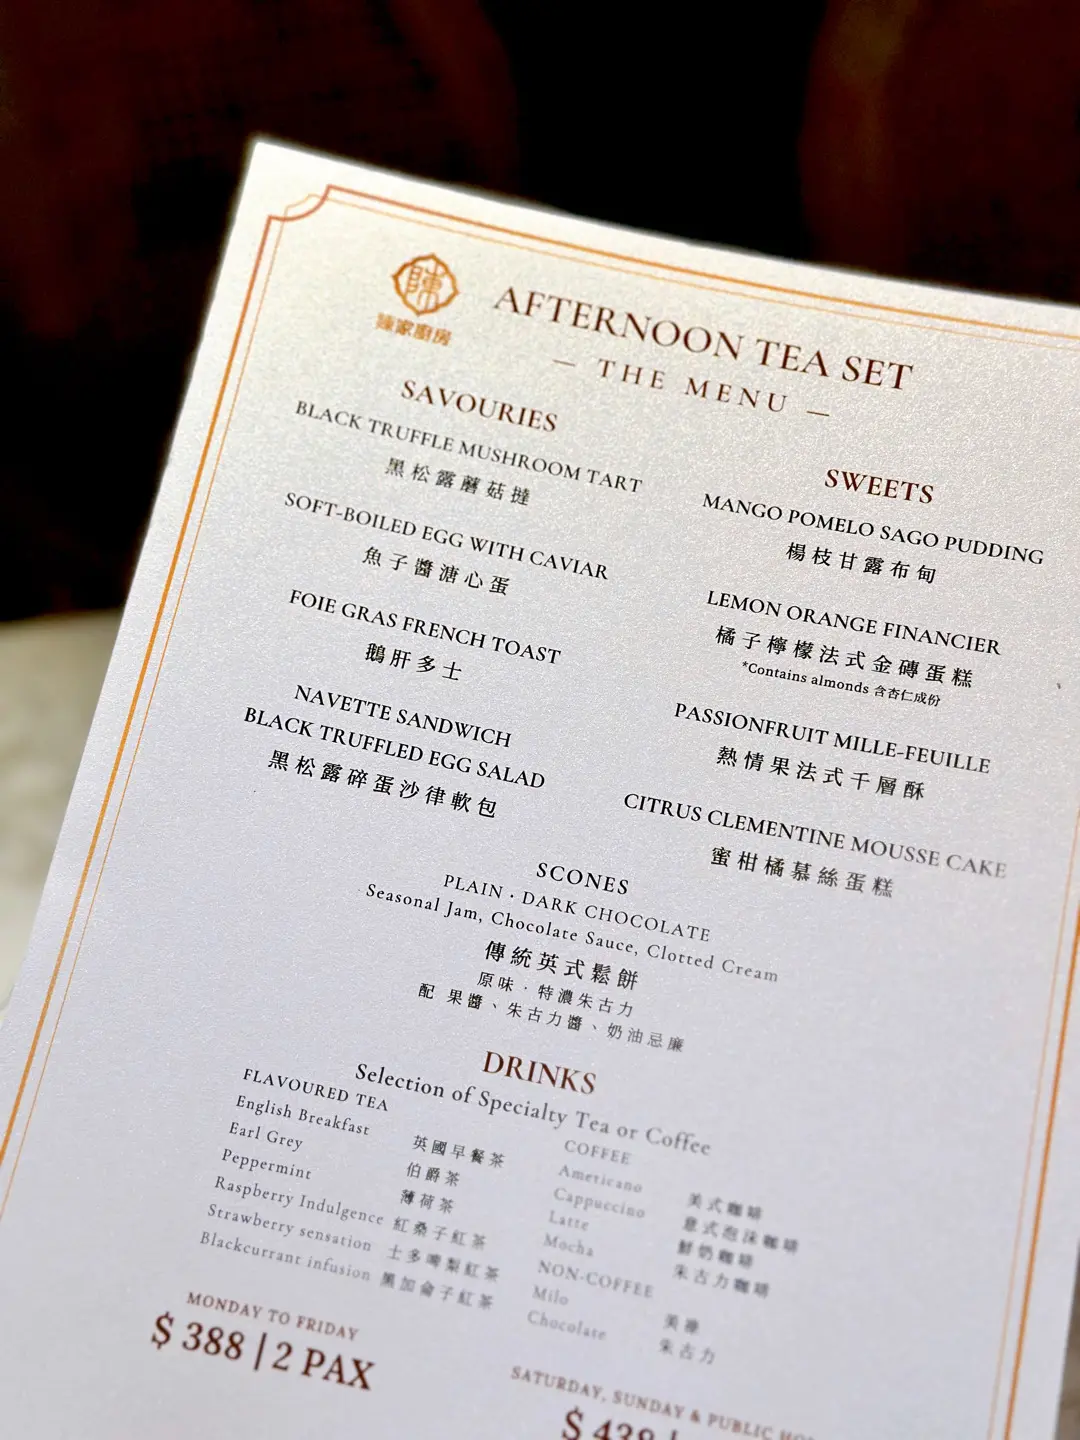 陳
陳家廚房
AFTERNOON TEA SET
— THE MENU —
SAVOURIES
BLACK TRUFFLE MUSHROOM TART
黑松露蘑菇撻
SOFT-BOILED EGG WITH CAVIAR
魚子醬溏心蛋
FOIE GRAS FRENCH TOAST
鵝肝多士
NAVETTE SANDWICH
BLACK TRUFFLED EGG SALAD
黑松露碎蛋沙律軟包
SWEETS
MANGO POMELO SAGO PUDDING
楊枝甘露布甸
LEMON ORANGE FINANCIER
橘子檸檬法式金磚蛋糕
*Contains almonds 含杏仁成份
PASSIONFRUIT MILLE-FEUILLE
熱情果法式千層酥
CITRUS CLEMENTINE MOUSSE CAKE
蜜柑橘慕絲蛋糕
SCONES
PLAIN · DARK CHOCOLATE
Seasonal Jam, Chocolate Sauce, Clotted Cream
傳統英式鬆餅
原味 · 特濃朱古力
配 果醬、朱古力醬、奶油忌廉
DRINKS
Selection of Specialty Tea or Coffee
FLAVOURED TEA
English Breakfast 英國早餐茶
Earl Grey 伯爵茶
Peppermint 薄荷茶
Raspberry Indulgence 紅桑子紅茶
Strawberry sensation 士多啤梨紅茶
Blackcurrant infusion 黑加侖子紅茶
COFFEE
Americano 美式咖啡
Cappuccino 意式泡沫咖啡
Latte 鮮奶咖啡
Mocha 朱古力咖啡
NON-COFFEE
Milo 美祿
Chocolate 朱古力
MONDAY TO FRIDAY
$ 388 | 2 PAX
SATURDAY, SUNDAY & PUBLIC
$ 438 |